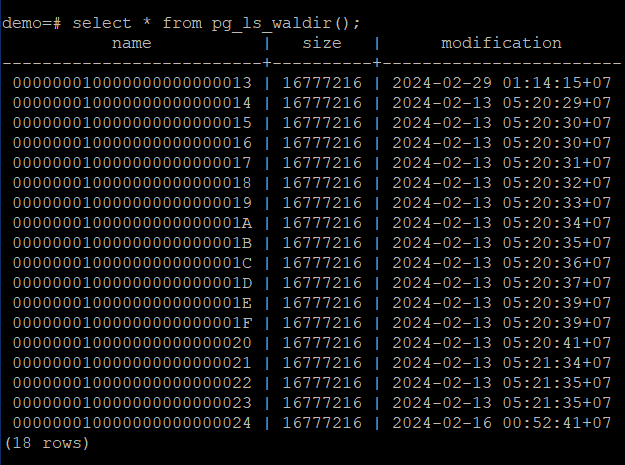 demo=# select * from pg_ls_waldir();
           name           |   size   |      modification
--------------------------+----------+------------------------
 000000010000000000000013 | 16777216 | 2024-02-29 01:14:15+07
 000000010000000000000014 | 16777216 | 2024-02-13 05:20:29+07
 000000010000000000000015 | 16777216 | 2024-02-13 05:20:30+07
 000000010000000000000016 | 16777216 | 2024-02-13 05:20:30+07
 000000010000000000000017 | 16777216 | 2024-02-13 05:20:31+07
 000000010000000000000018 | 16777216 | 2024-02-13 05:20:32+07
 000000010000000000000019 | 16777216 | 2024-02-13 05:20:33+07
 00000001000000000000001A | 16777216 | 2024-02-13 05:20:34+07
 00000001000000000000001B | 16777216 | 2024-02-13 05:20:35+07
 00000001000000000000001C | 16777216 | 2024-02-13 05:20:36+07
 00000001000000000000001D | 16777216 | 2024-02-13 05:20:37+07
 00000001000000000000001E | 16777216 | 2024-02-13 05:20:39+07
 00000001000000000000001F | 16777216 | 2024-02-13 05:20:39+07
 000000010000000000000020 | 16777216 | 2024-02-13 05:20:41+07
 000000010000000000000021 | 16777216 | 2024-02-13 05:21:34+07
 000000010000000000000022 | 16777216 | 2024-02-13 05:21:35+07
 000000010000000000000023 | 16777216 | 2024-02-13 05:21:35+07
 000000010000000000000024 | 16777216 | 2024-02-16 00:52:41+07
(18 rows)